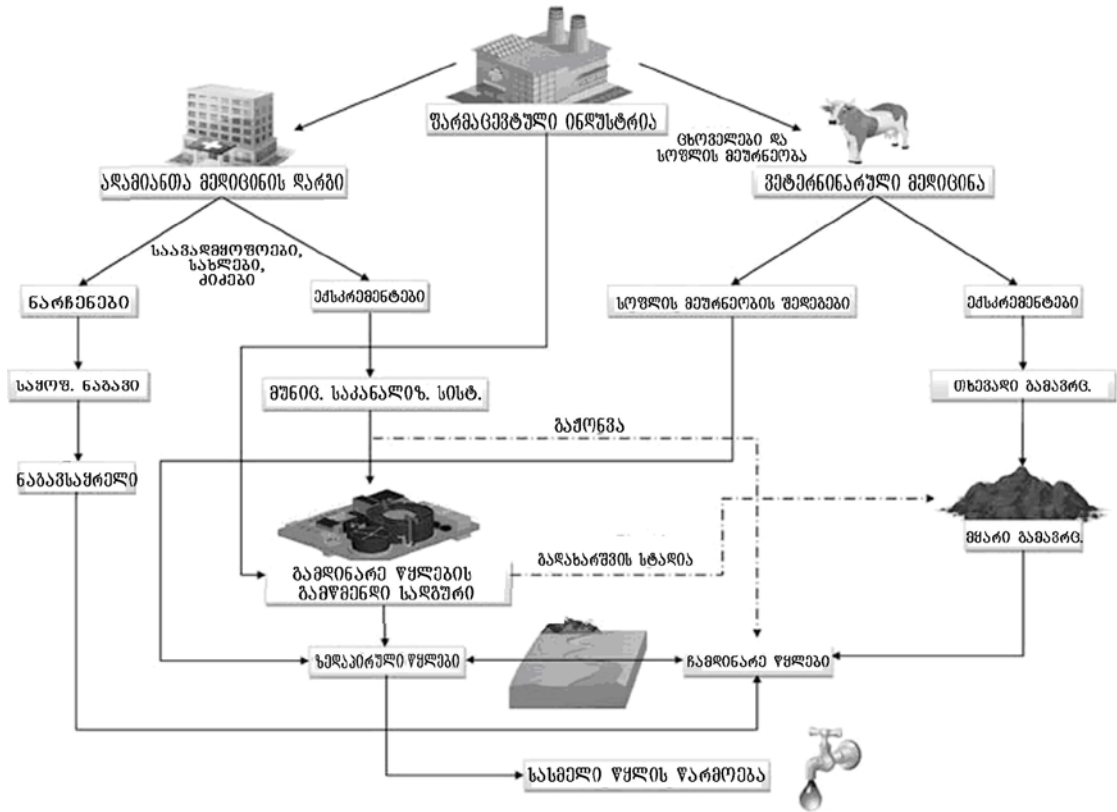 ფარმაცევტული ინდუსტრია
ცხოველები და
სოფლის მეურნეობა
ადამიანთა მედიცინის დარგი
ვეტერნინარული მედიცინა
საავადმყოფოები,
სახლები,
კიძები
ნარჩენები
ექსკრემენტები
სოფლის მეურნეობის შედეგები
ექსკრემენტები
საყოფ. ნაგავი
მუნიც. საკანალიზ. სისტ.
თხევადი გამავრც.
გაჟონვა
ნაგავსაყრელი
მყარი გამავრც.
გადახარშვის სტადია
გამდინარე წყლების
გამწმენდი სადგური
ზედაპირული წყლები
ჩამდინარე წყლები
სასმელი წყლის წარმოება